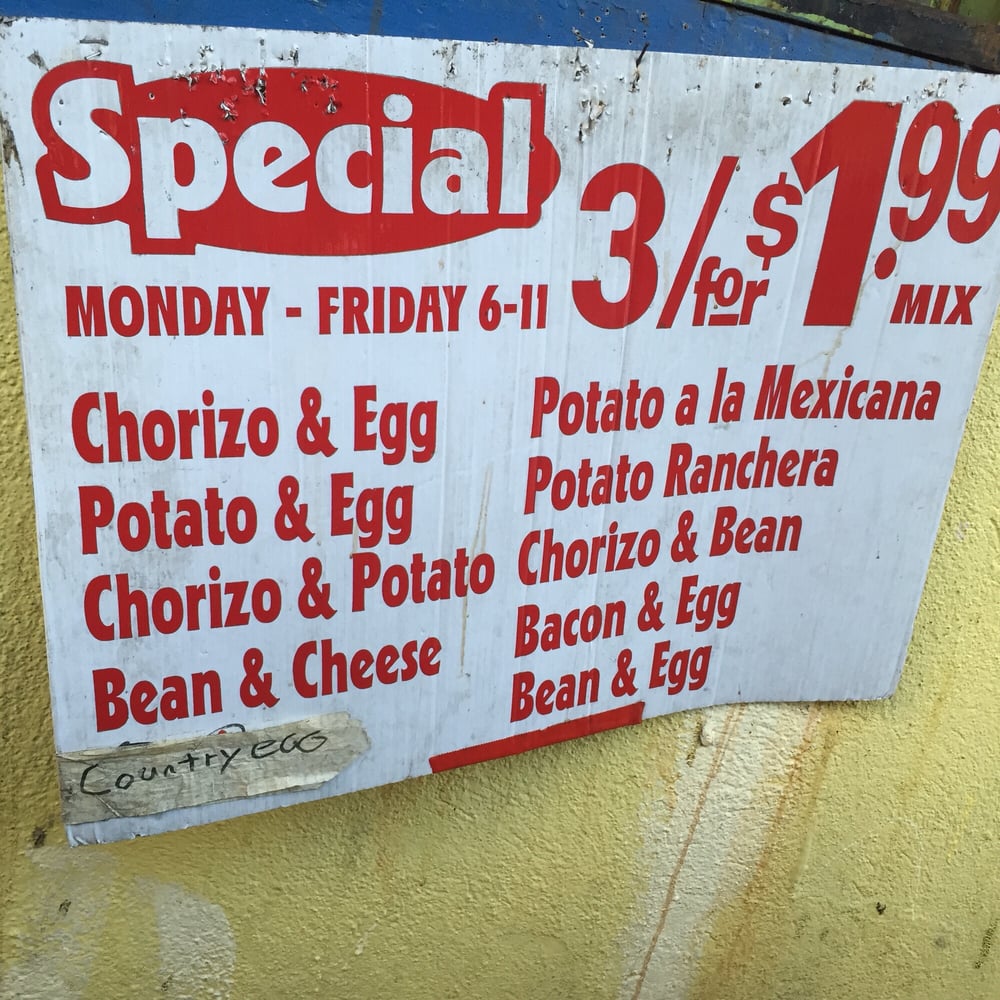 Special
3/for $1.99
MONDAY - FRIDAY 6-11
MIX
Chorizo & Egg
Potato & Egg
Chorizo & Potato
Bean & Cheese
Country EGG
Potato a la Mexicana
Potato Ranchera
Chorizo & Bean
Bacon & Egg
Bean & Egg